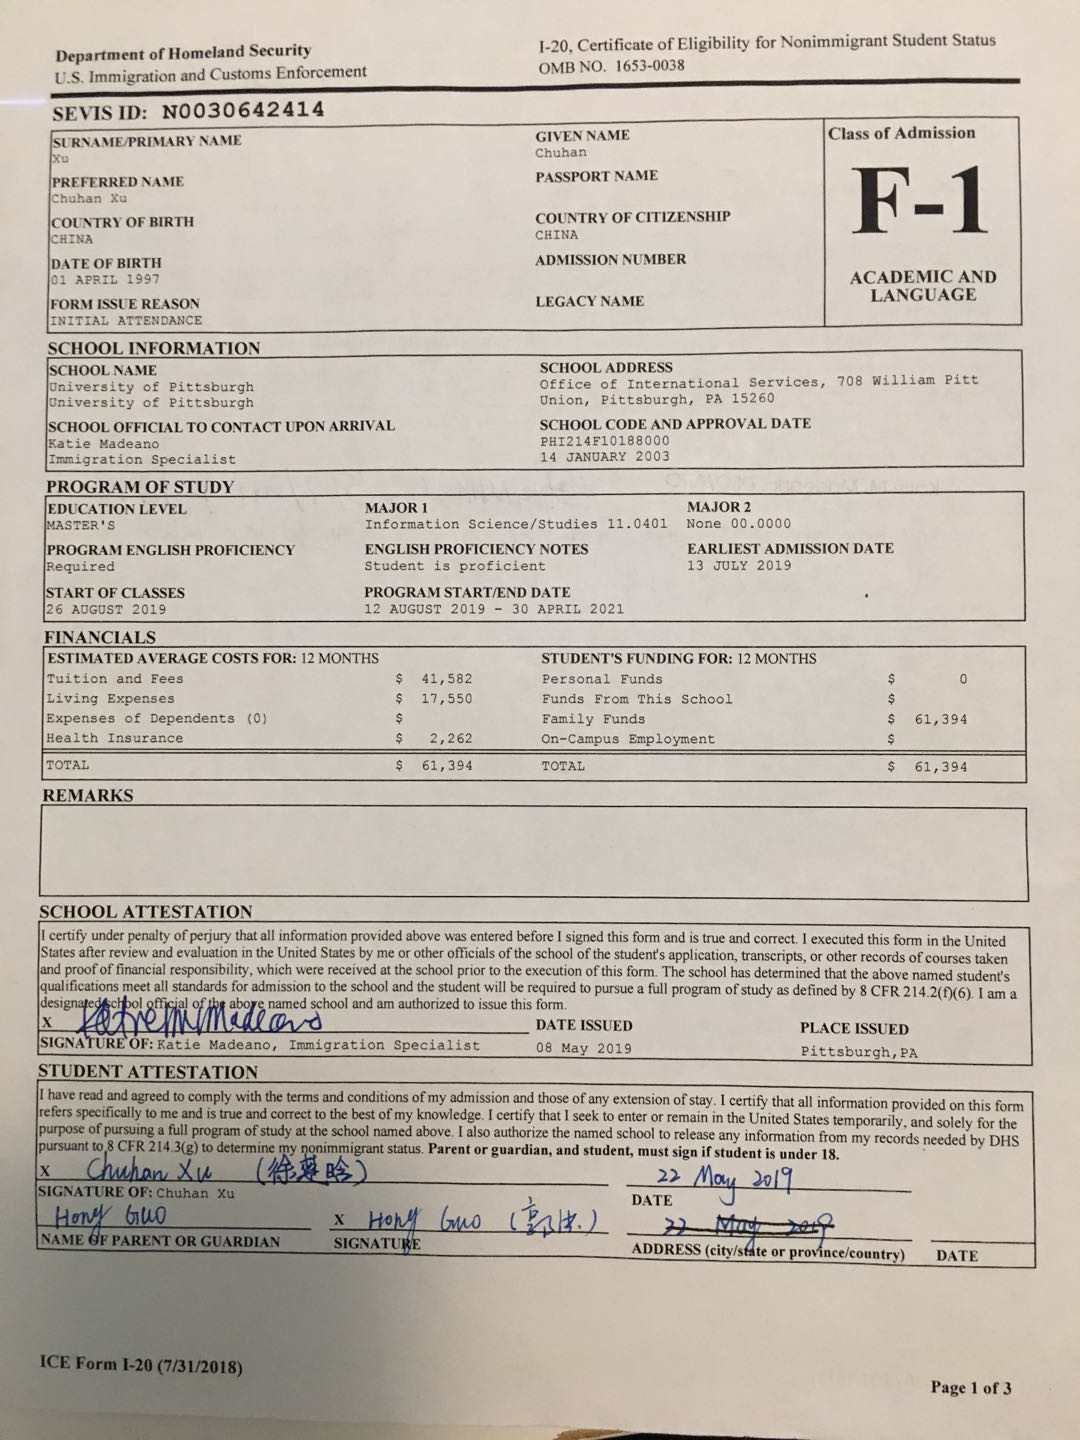 Department of Homeland Security
U.S. Immigration and Customs Enforcement
I-20, Certificate of Eligibility for Nonimmigrant Student Status
OMB NO. 1653-0038
SEVIS ID: N0030642414
SURNAME/PRIMARY NAME
Xu
GIVEN NAME
Chuhan
Class of Admission
PREFERRED NAME
Chuhan Xu
PASSPORT NAME
COUNTRY OF BIRTH
CHINA
COUNTRY OF CITIZENSHIP
CHINA
F-1
DATE OF BIRTH
01 APRIL 1997
ADMISSION NUMBER
FORM ISSUE REASON
INITIAL ATTENDANCE
LEGACY NAME
ACADEMIC AND
LANGUAGE
SCHOOL INFORMATION
SCHOOL NAME
University of Pittsburgh
University of Pittsburgh
SCHOOL ADDRESS
Office of International Services, 708 William Pitt
Union, Pittsburgh, PA 15260
SCHOOL OFFICIAL TO CONTACT UPON ARRIVAL
Katie Madeano
Immigration Specialist
SCHOOL CODE AND APPROVAL DATE
PHI214F10188000
14 JANUARY 2003
PROGRAM OF STUDY
EDUCATION LEVEL
MASTER'S
MAJOR 1
Information Science/Studies 11.0401
MAJOR 2
None 00.0000
PROGRAM ENGLISH PROFICIENCY
Required
ENGLISH PROFICIENCY NOTES
Student is proficient
EARLIEST ADMISSION DATE
13 JULY 2019
START OF CLASSES
26 AUGUST 2019
PROGRAM START/END DATE
12 AUGUST 2019 - 30 APRIL 2021
FINANCIALS
ESTIMATED AVERAGE COSTS FOR: 12 MONTHS
Tuition and Fees $ 41,582
Living Expenses $ 17,550
Expenses of Dependents (0) $
Health Insurance $ 2,262
TOTAL $ 61,394
STUDENT'S FUNDING FOR: 12 MONTHS
Personal Funds $ 0
Funds From This School $
Family Funds $ 61,394
On-Campus Employment $
TOTAL $ 61,394
REMARKS
SCHOOL ATTESTATION
I certify under penalty of perjury that all information provided above was entered before I signed this form and is true and correct. I executed this form in the United
States after review and evaluation in the United States by me or other officials of the school of the student's application, transcripts, or other records of courses taken
and proof of financial responsibility, which were received at the school prior to the execution of this form. The school has determined that the above named student's
qualifications meet all standards for admission to the school and the student will be required to pursue a full program of study as defined by 8 CFR 214.2(f)(6). I am a
designated school official of the above named school and am authorized to issue this form.
X Katie M Madeano
SIGNATURE OF: Katie Madeano, Immigration Specialist
DATE ISSUED
08 May 2019
PLACE ISSUED
Pittsburgh,PA
STUDENT ATTESTATION
I have read and agreed to comply with the terms and conditions of my admission and those of any extension of stay. I certify that all information provided on this form
refers specifically to me and is true and correct to the best of my knowledge. I certify that I seek to enter or remain in the United States temporarily, and solely for the
purpose of pursuing a full program of study at the school named above. I also authorize the named school to release any information from my records needed by DHS
pursuant to 8 CFR 214.3(g) to determine my nonimmigrant status. Parent or guardian, and student, must sign if student is under 18.
X Chuhan Xu
22 May 2019
SIGNATURE OF: Chuhan Xu
DATE
Hong Guo
X Hong Guo
22 May 2019
NAME OF PARENT OR GUARDIAN
SIGNATURE
ADDRESS (city/state or province/country)
DATE
ICE Form I-20 (7/31/2018)
Page 1 of 3